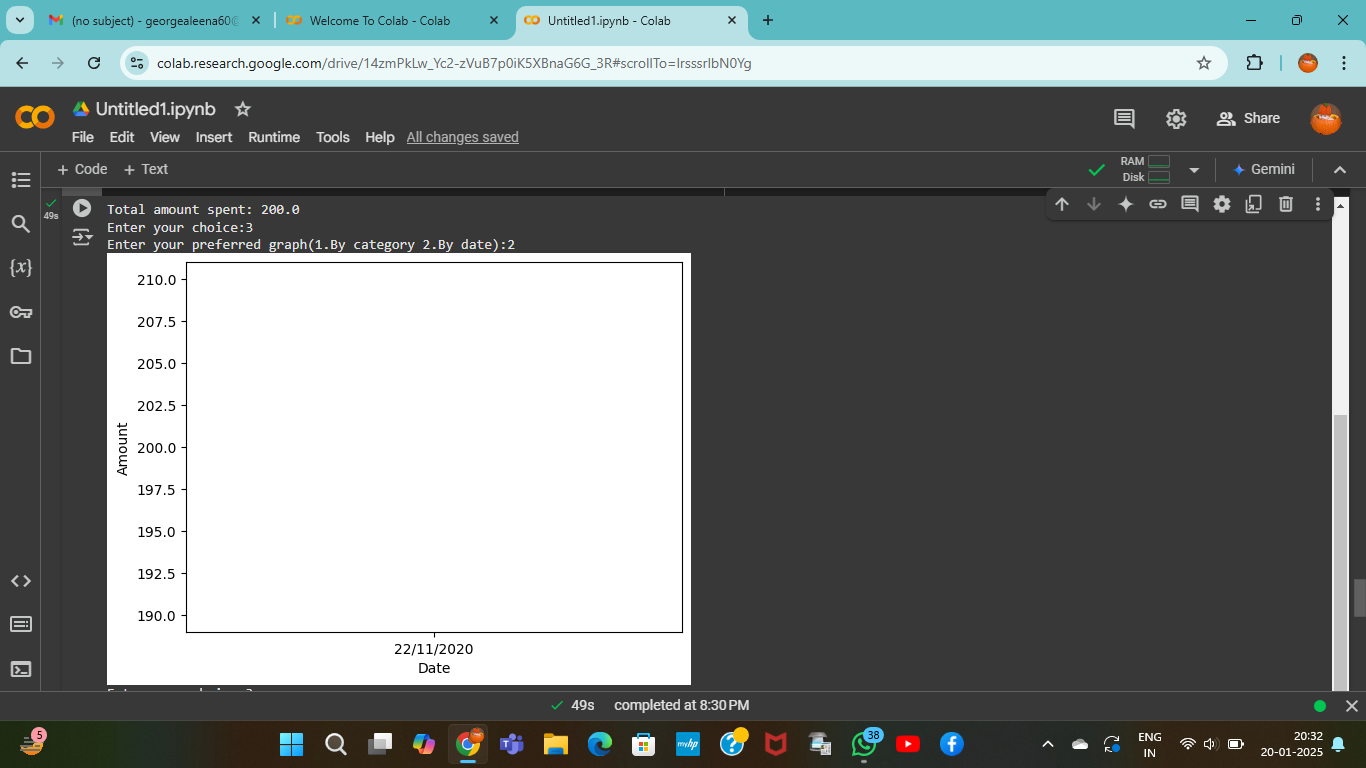 (no subject) - georgealeena60@
Welcome To Colab - Colab
Untitled1.ipynb - Colab
colab.research.google.com/drive/14zmPkLw_Yc2-zVuB7p0iK5XBnaG6G_3R#scrollTo=lrsssrlbN0Yg
Untitled1.ipynb
File Edit View Insert Runtime Tools Help All changes saved
Share
+ Code + Text
RAM
Disk
Gemini
49s
Total amount spent: 200.0
Enter your choice:3
Enter your preferred graph(1.By category 2.By date):2
210.0
207.5
205.0
202.5
200.0
197.5
195.0
192.5
190.0
Amount
22/11/2020
Date
{x}
49s completed at 8:30 PM
5
my hp
38
ENG
IN
20:32
20-01-2025